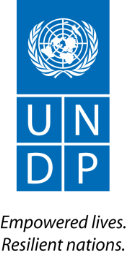 U N
D P
Empowered lives.
Resilient nations.